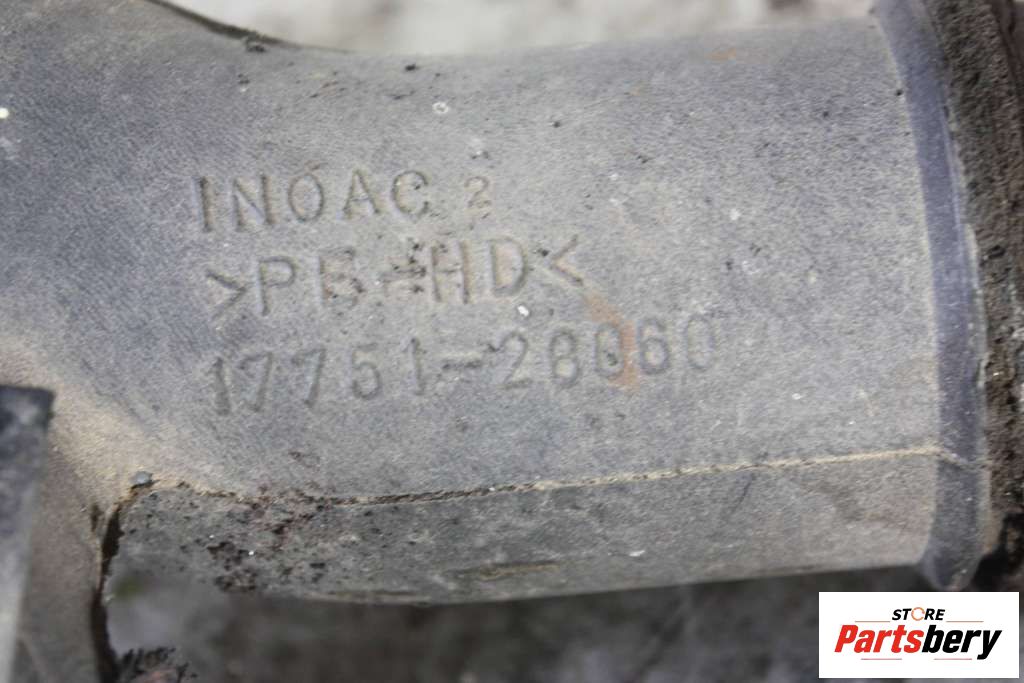 INOAC 2
>PE-HD<
17751-28060
STORE
Partsbery